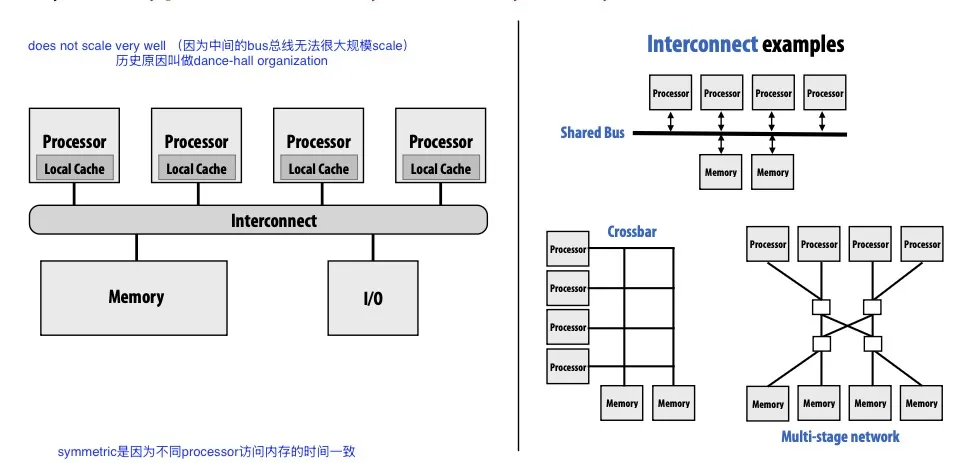 does not scale very well （因为中间的bus总线无法很大规模scale）
历史原因叫做dance-hall organization
Processor
Local Cache
Processor
Local Cache
Processor
Local Cache
Processor
Local Cache
Interconnect
Memory
I/O
symmetric是因为不同processor访问内存的时间一致
Interconnect examples
Processor
Processor
Processor
Processor
Shared Bus
Memory
Memory
Crossbar
Processor
Processor
Processor
Processor
Memory
Memory
Processor
Processor
Processor
Processor
Memory
Memory
Memory
Memory
Multi-stage network